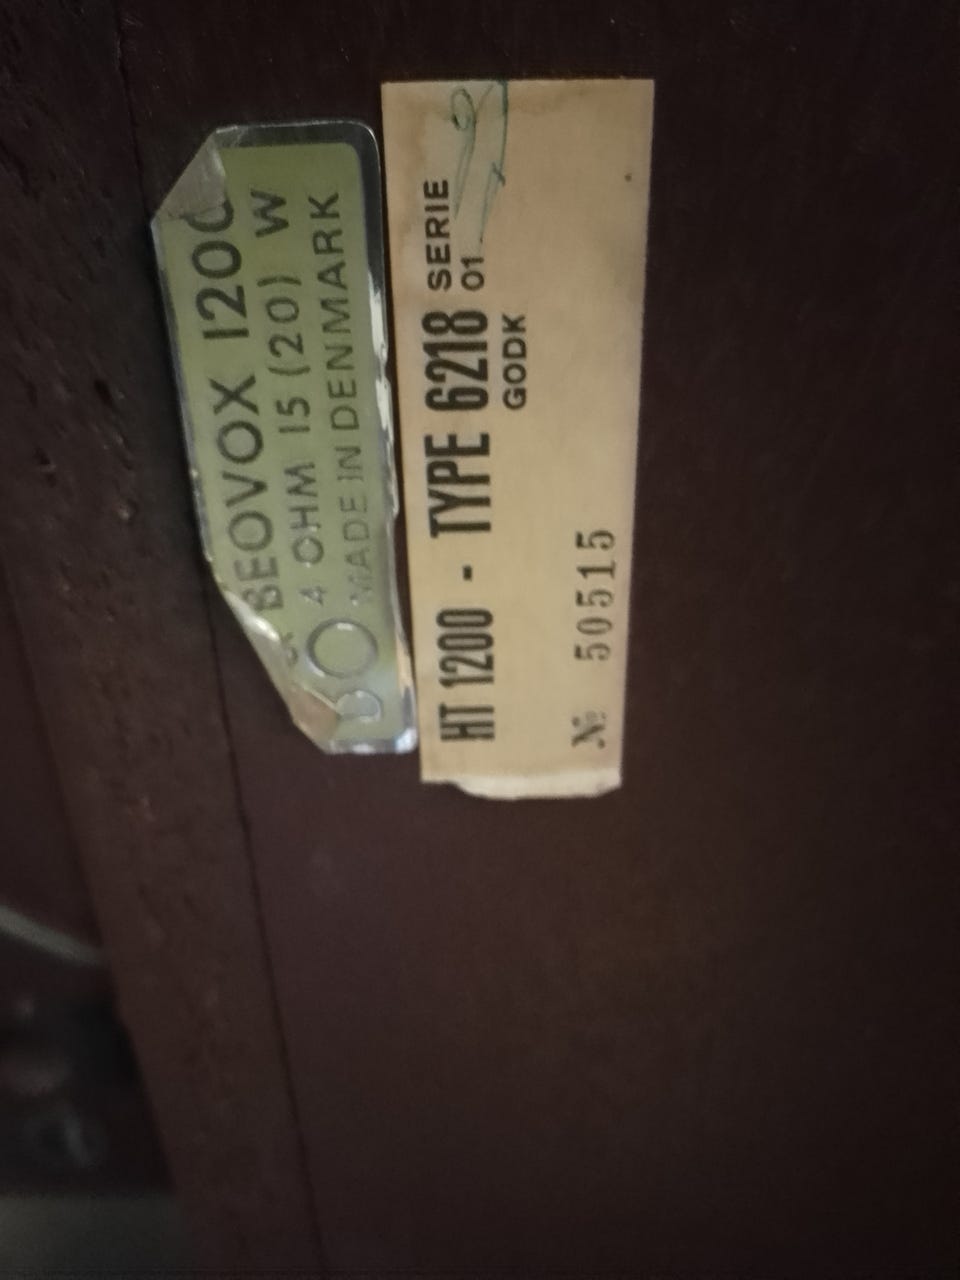 BEOVOX 1200
4 OHM 15 (20) W
MADE IN DENMARK
HT 1200 - TYPE 6218 SERIE 01
GODK
№ 50515